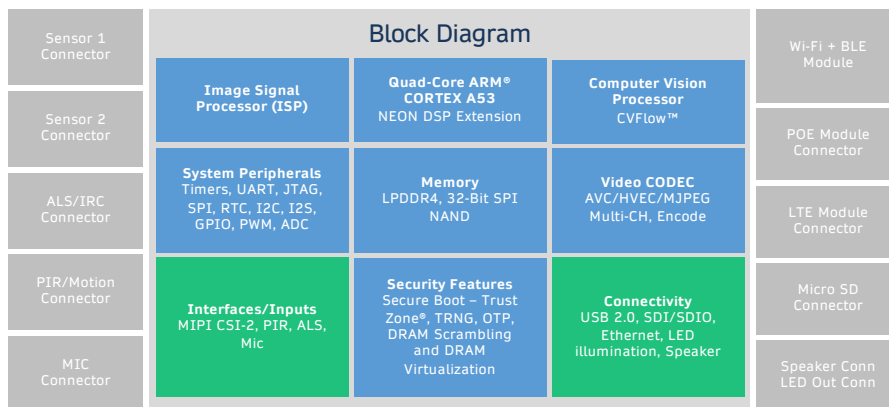 Block Diagram
Sensor 1
Connector
Sensor 2
Connector
ALS/IRC
Connector
PIR/Motion
Connector
MIC
Connector
Image Signal
Processor (ISP)
Quad-Core ARM®
CORTEX A53
NEON DSP Extension
Computer Vision
Processor
CVFlow™
System Peripherals
Timers, UART, JTAG,
SPI, RTC, I2C, I2S,
GPIO, PWM, ADC
Memory
LPDDR4, 32-Bit SPI
NAND
Video CODEC
AVC/HVEC/MJPEG
Multi-CH, Encode
Interfaces/Inputs
MIPI CSI-2, PIR, ALS,
Mic
Security Features
Secure Boot – Trust
Zone®, TRNG, OTP,
DRAM Scrambling
and DRAM
Virtualization
Connectivity
USB 2.0, SDI/SDIO,
Ethernet, LED
illumination, Speaker
Wi-Fi + BLE
Module
POE Module
Connector
LTE Module
Connector
Micro SD
Connector
Speaker Conn
LED Out Conn